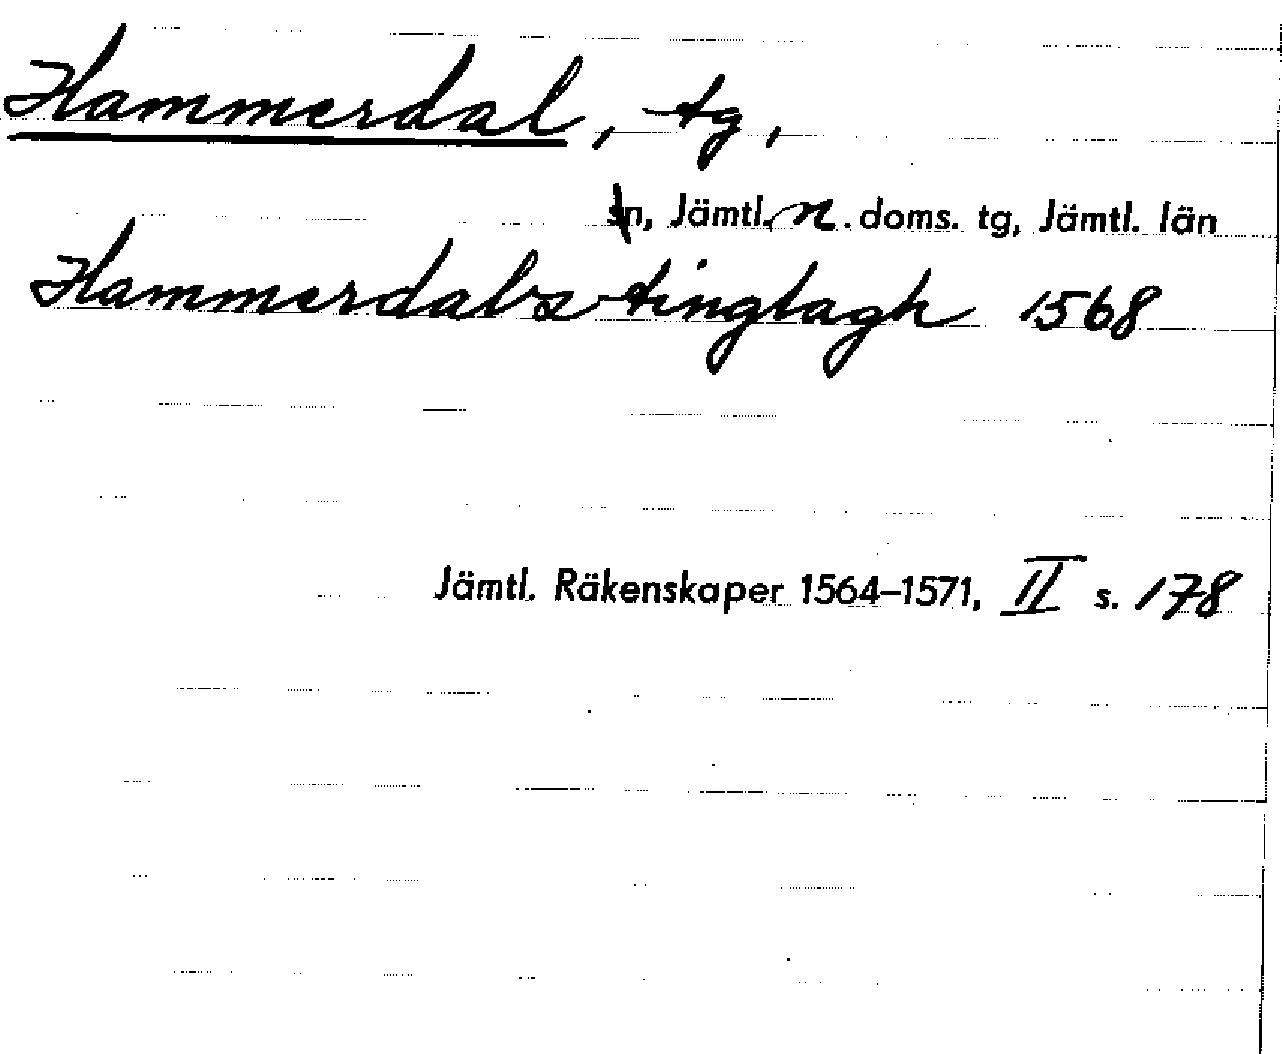 Hammerdal, tg,
sn, Jämtl. n. doms. tg, Jämtl. län
Hammerdals tinglagh 1568
Jämtl. Räkenskaper 1564–1571, II s. 178